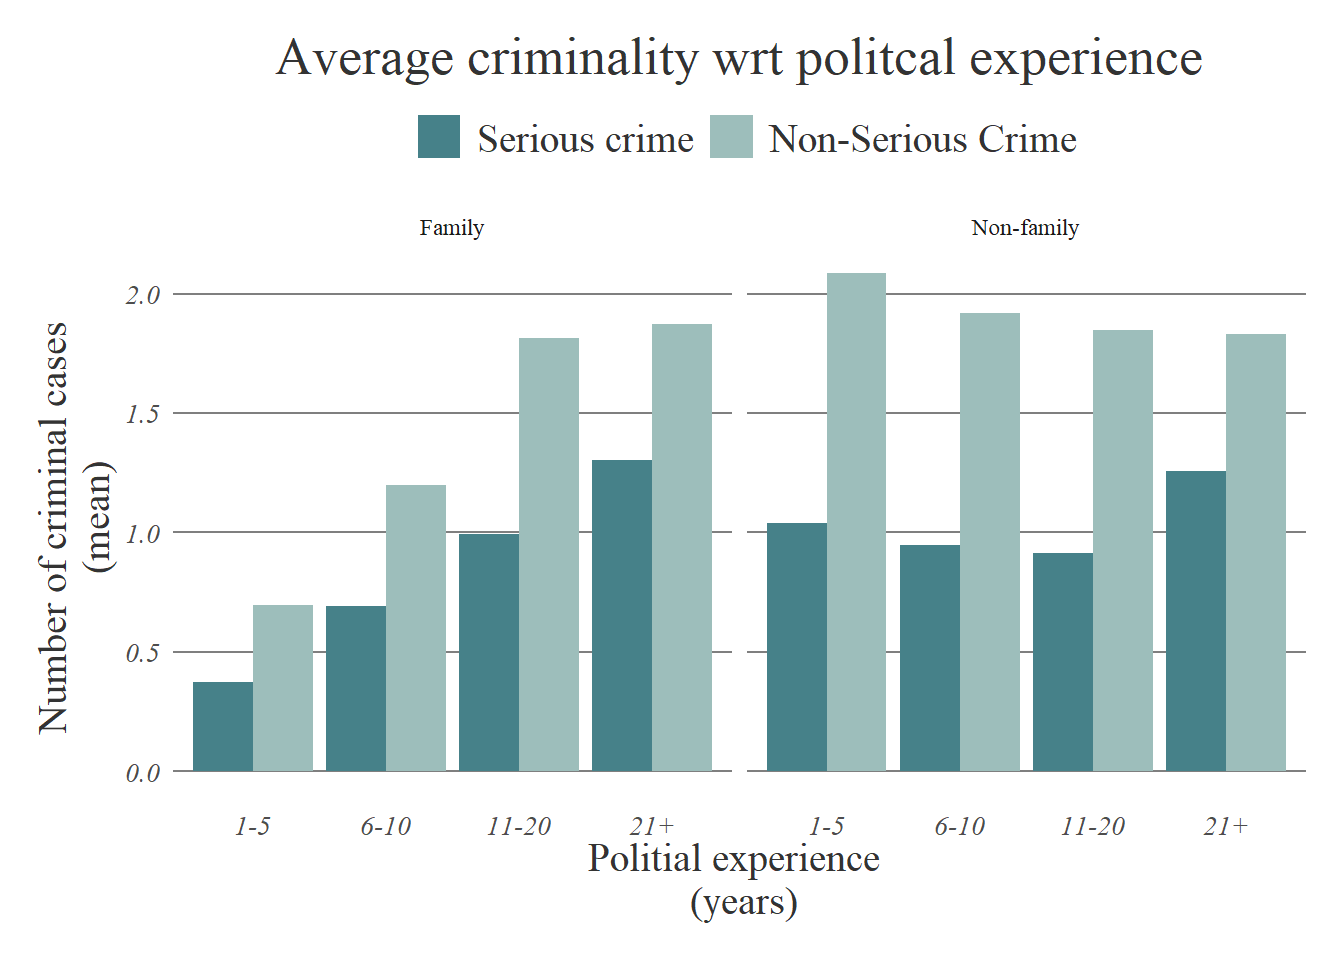 Average criminality wrt politcal experience
Serious crime Non-Serious Crime
Family Non-family
2.0
1.5
1.0
0.5
0.0
Number of criminal cases
(mean)
1-5 6-10 11-20 21+ 1-5 6-10 11-20 21+
Politial experience
(years)